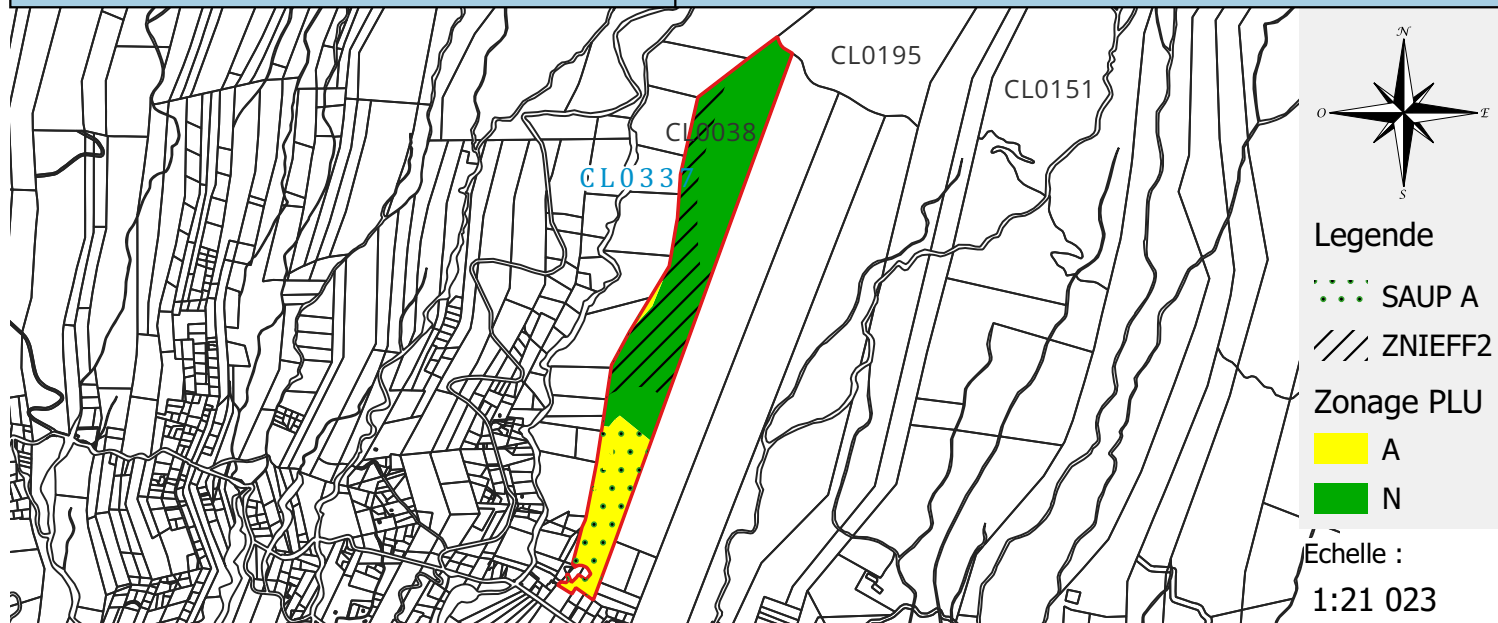 CL0195
CL0151
CL0038
CL0337
N
O
E
S
Legende
SAUP A
ZNIEFF2
Zonage PLU
A
N
Echelle :
1:21 023